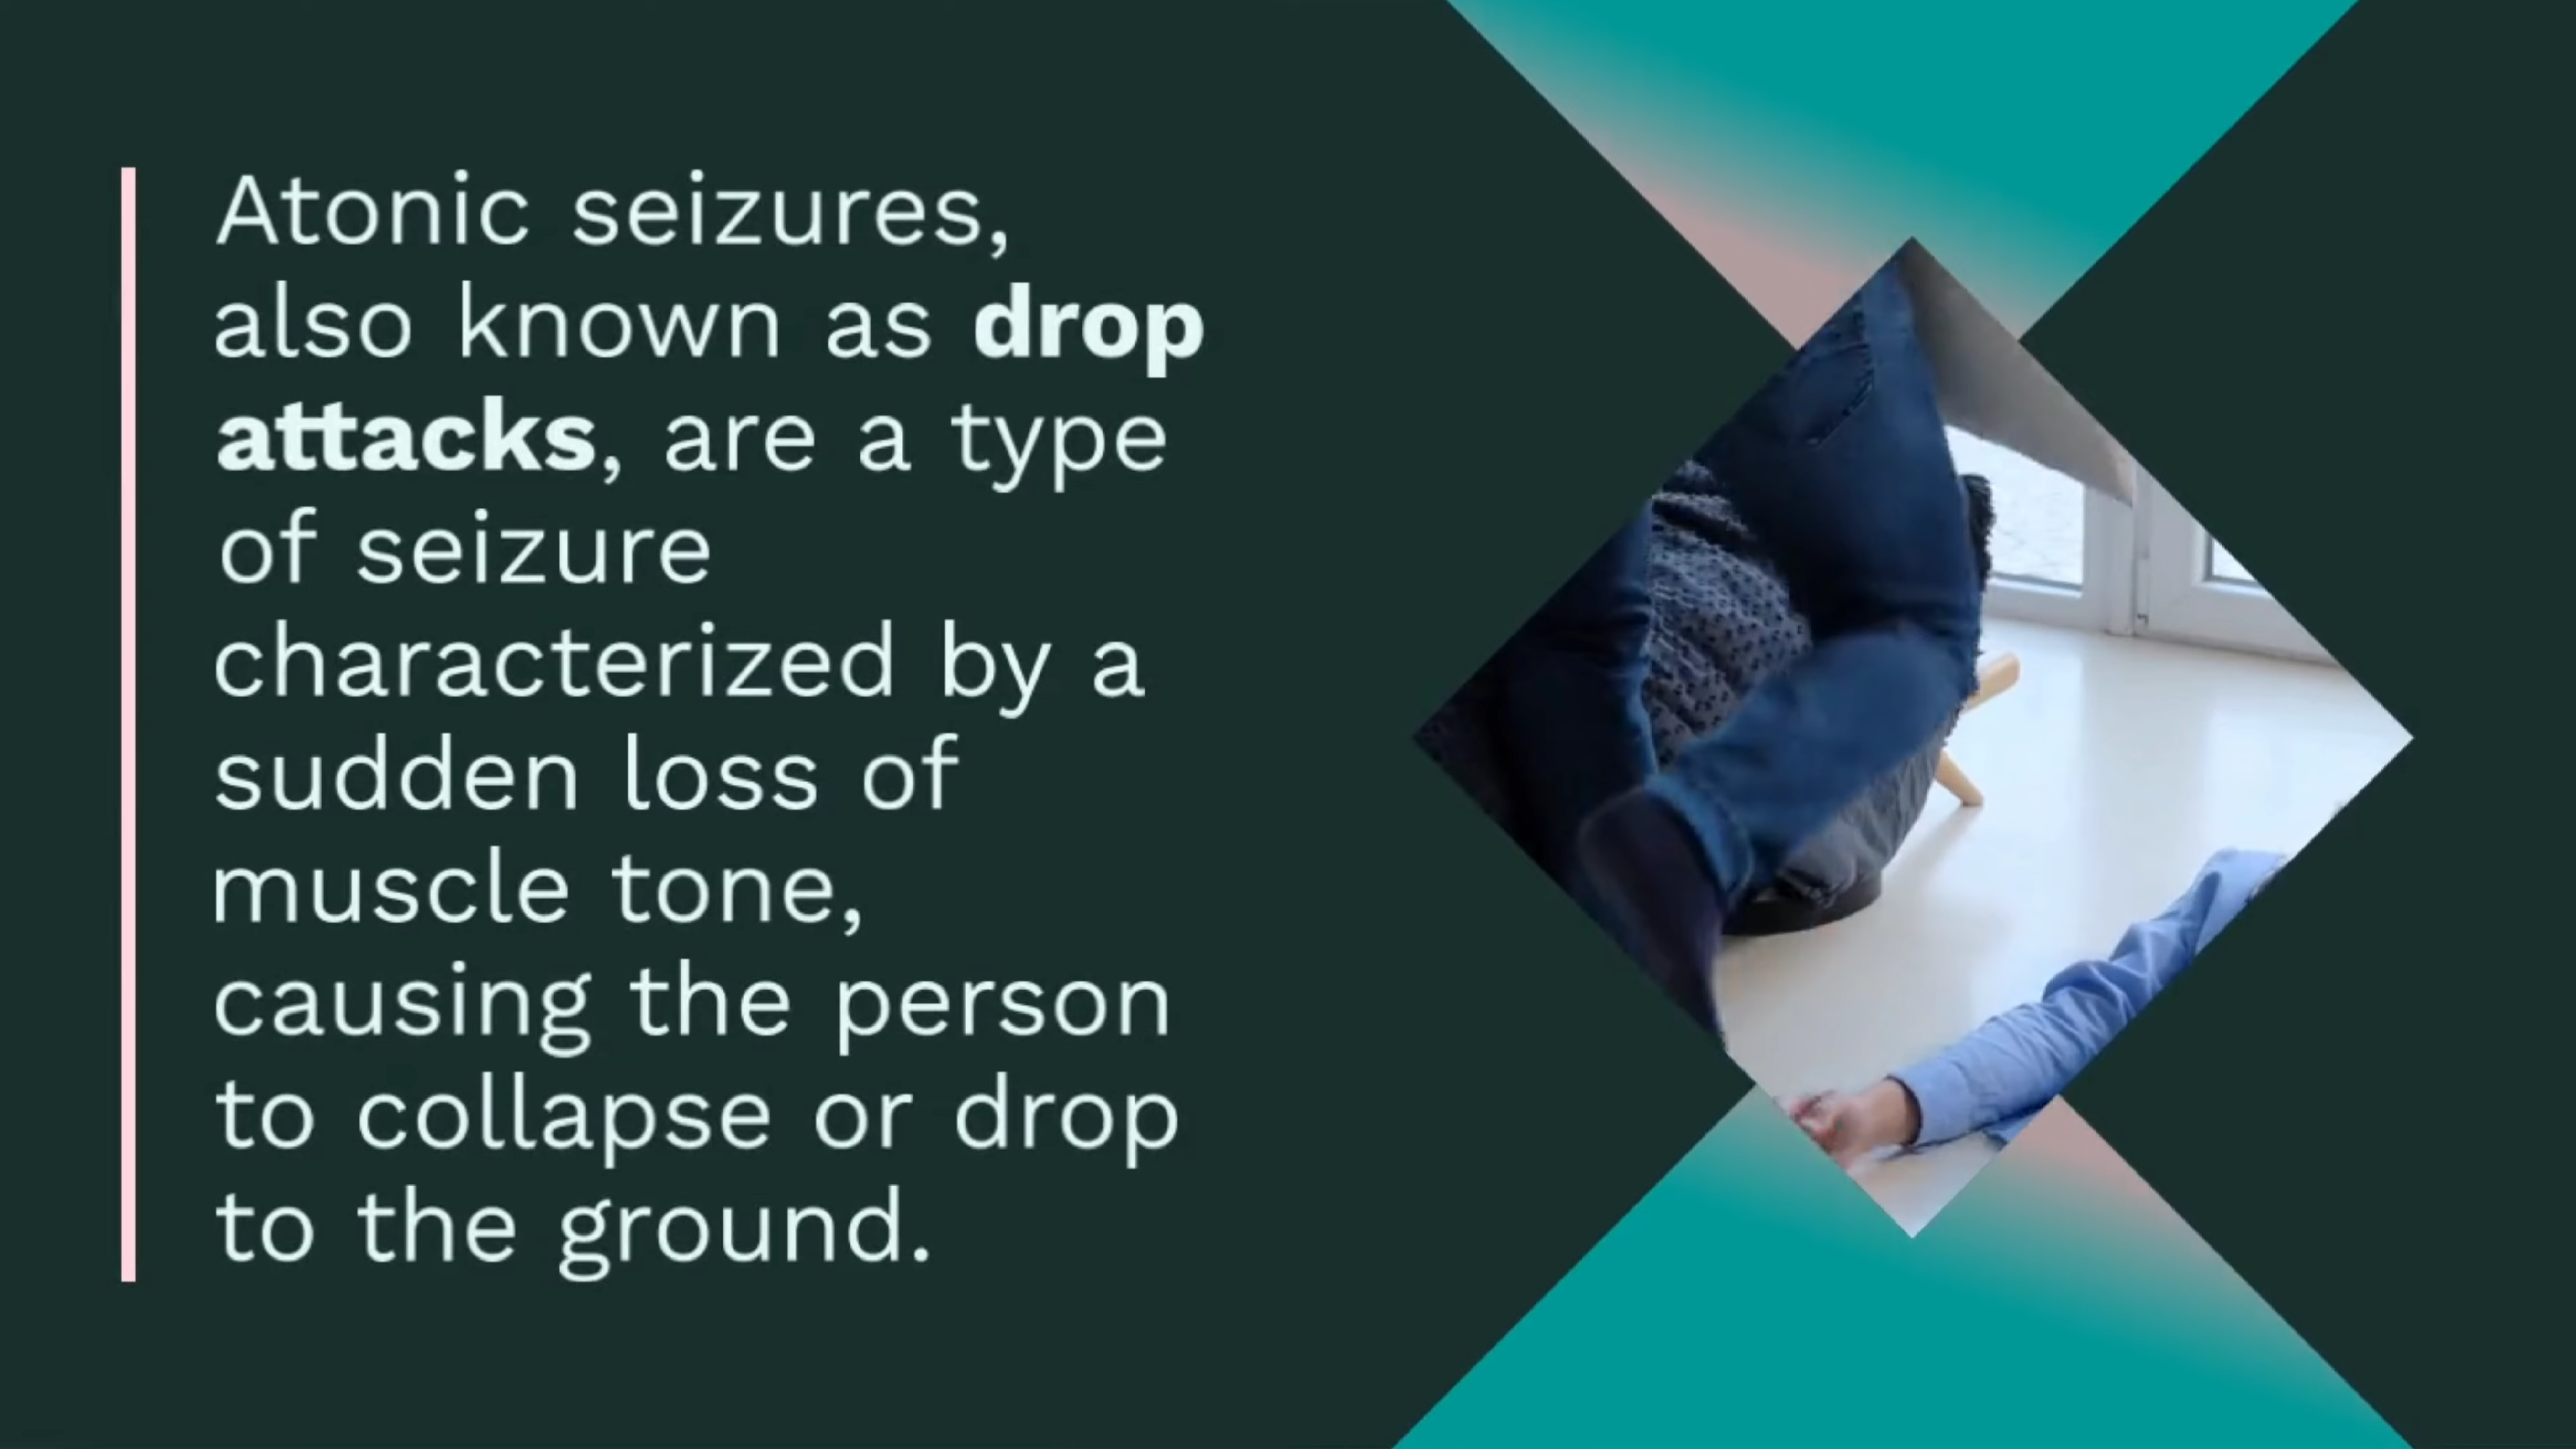 Atonic seizures,
also known as drop
attacks, are a type
of seizure
characterized by a
sudden loss of
muscle tone,
causing the person
to collapse or drop
to the ground.